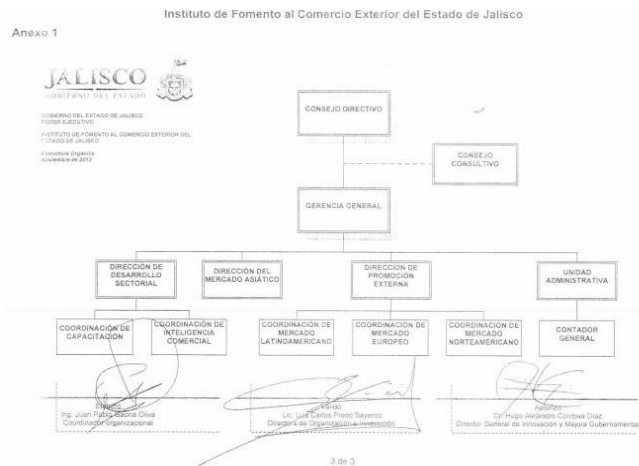 Instituto de Fomento al Comercio Exterior del Estado de Jalisco
Anexo 1
JALISCO
GOBIERNO DEL ESTADO
GOBIERNO DEL ESTADO DE JALISCO
PODER EJECUTIVO
INSTITUTO DE FOMENTO AL COMERCIO EXTERIOR DEL
ESTADO DE JALISCO
Estructura Orgánica
Noviembre de 2013
CONSEJO DIRECTIVO
CONSEJO
CONSULTIVO
GERENCIA GENERAL
DIRECCIÓN DE
DESARROLLO
SECTORIAL
DIRECCIÓN DEL
MERCADO ASIÁTICO
DIRECCIÓN DE
PROMOCIÓN
EXTERNA
UNIDAD
ADMINISTRATIVA
COORDINACIÓN DE
CAPACITACIÓN
COORDINACIÓN DE
INTELIGENCIA
COMERCIAL
COORDINACIÓN DE
MERCADO
LATINOAMERICANO
COORDINACIÓN DE
MERCADO
EUROPEO
COORDINACIÓN DE
MERCADO
NORTEAMERICANO
CONTADOR
GENERAL
Ing. Juan Pablo Gaona Oliva
Coordinador organizacional
Validó
Lic. Luis Carlos Prado Bayardo
Directora de Organización e Innovación
Autorizó
Dr. Hugo Alejandro Córdova Díaz
Director General de Innovación y Mejora Gubernamental
3 de 3